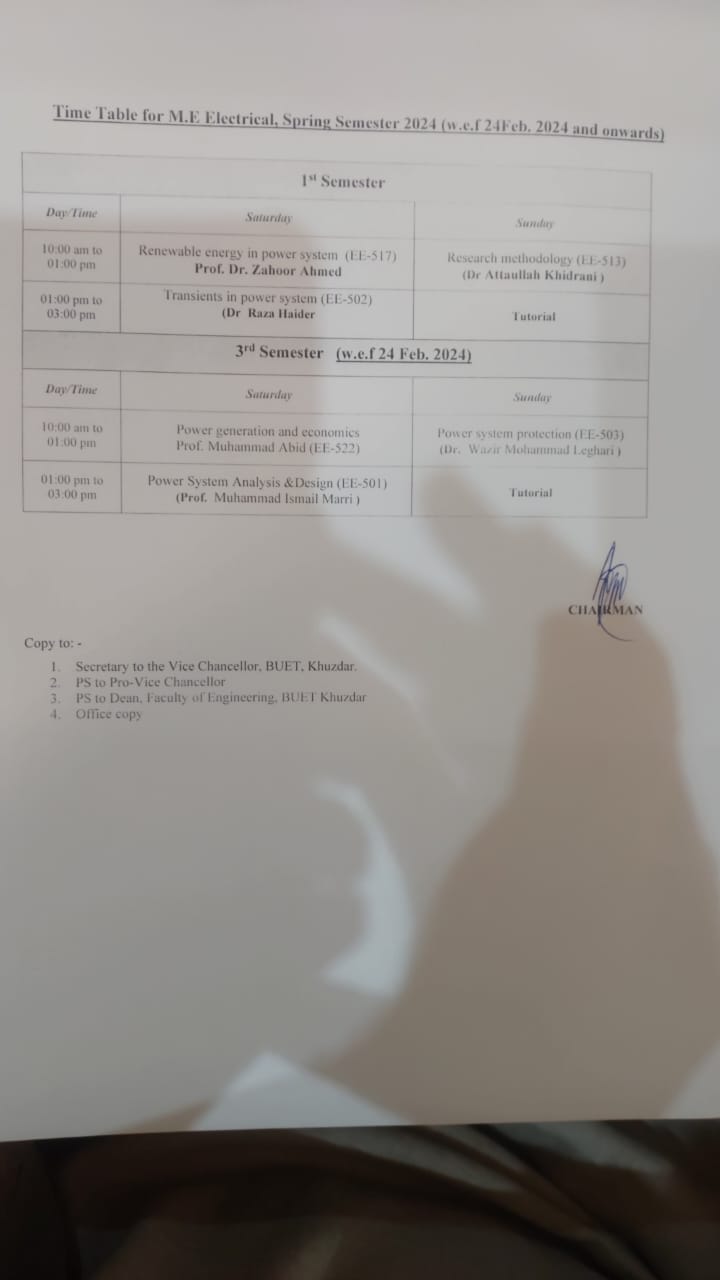 Time Table for M.E Electrical, Spring Semester 2024 (w.e.f 24Feb. 2024 and onwards)
1st Semester
Day/Time
Saturday
Sunday
10:00 am to
01:00 pm
Renewable energy in power system (EE-517)
Prof. Dr. Zahoor Ahmed
Research methodology (EE-513)
(Dr Attaullah Khidrani )
01:00 pm to
03:00 pm
Transients in power system (EE-502)
(Dr Raza Haider
Tutorial
3rd Semester (w.e.f 24 Feb. 2024)
Day/Time
Saturday
Sunday
10:00 am to
01:00 pm
Power generation and economics
Prof. Muhammad Abid (EE-522)
Power system protection (EE-503)
(Dr. Wazir Mohammad Leghari )
01:00 pm to
03:00 pm
Power System Analysis &Design (EE-501)
(Prof. Muhammad Ismail Marri )
Tutorial
CHAIRMAN
Copy to: -
1. Secretary to the Vice Chancellor, BUET, Khuzdar.
2. PS to Pro-Vice Chancellor
3. PS to Dean, Faculty of Engineering, BUET Khuzdar
4. Office copy